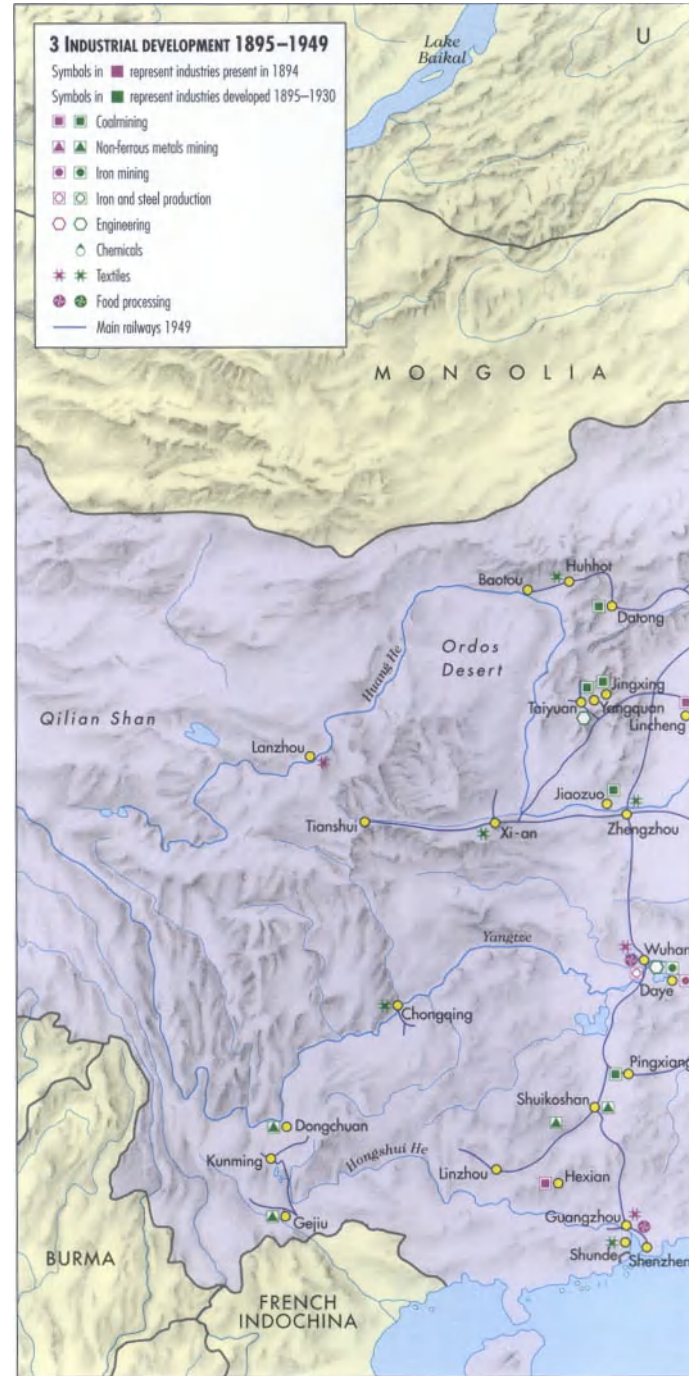 3 INDUSTRIAL DEVELOPMENT 1895–1949
Symbols in represent industries present in 1894
Symbols in represent industries developed 1895–1930
Coalmining
Non-ferrous metals mining
Iron mining
Iron and steel production
Engineering
Chemicals
Textiles
Food processing
Main railways 1949
Lake
Baikal
U
MONGOLIA
Baotou
Huhhot
Datong
Ordos
Desert
Huang He
Qilian Shan
Jingxing
Taiyuan
Yangquan
Lincheng
Lanzhou
Jiaozuo
Tianshui
Xi-an
Zhengzhou
Yangtze
Wuhan
Daye
Chongqing
Pingxiang
Shuikoshan
Dongchuan
Kunming
Hongshui He
Linzhou
Hexian
Gejiu
Guangzhou
Shunde
Shenzhen
BURMA
FRENCH
INDOCHINA